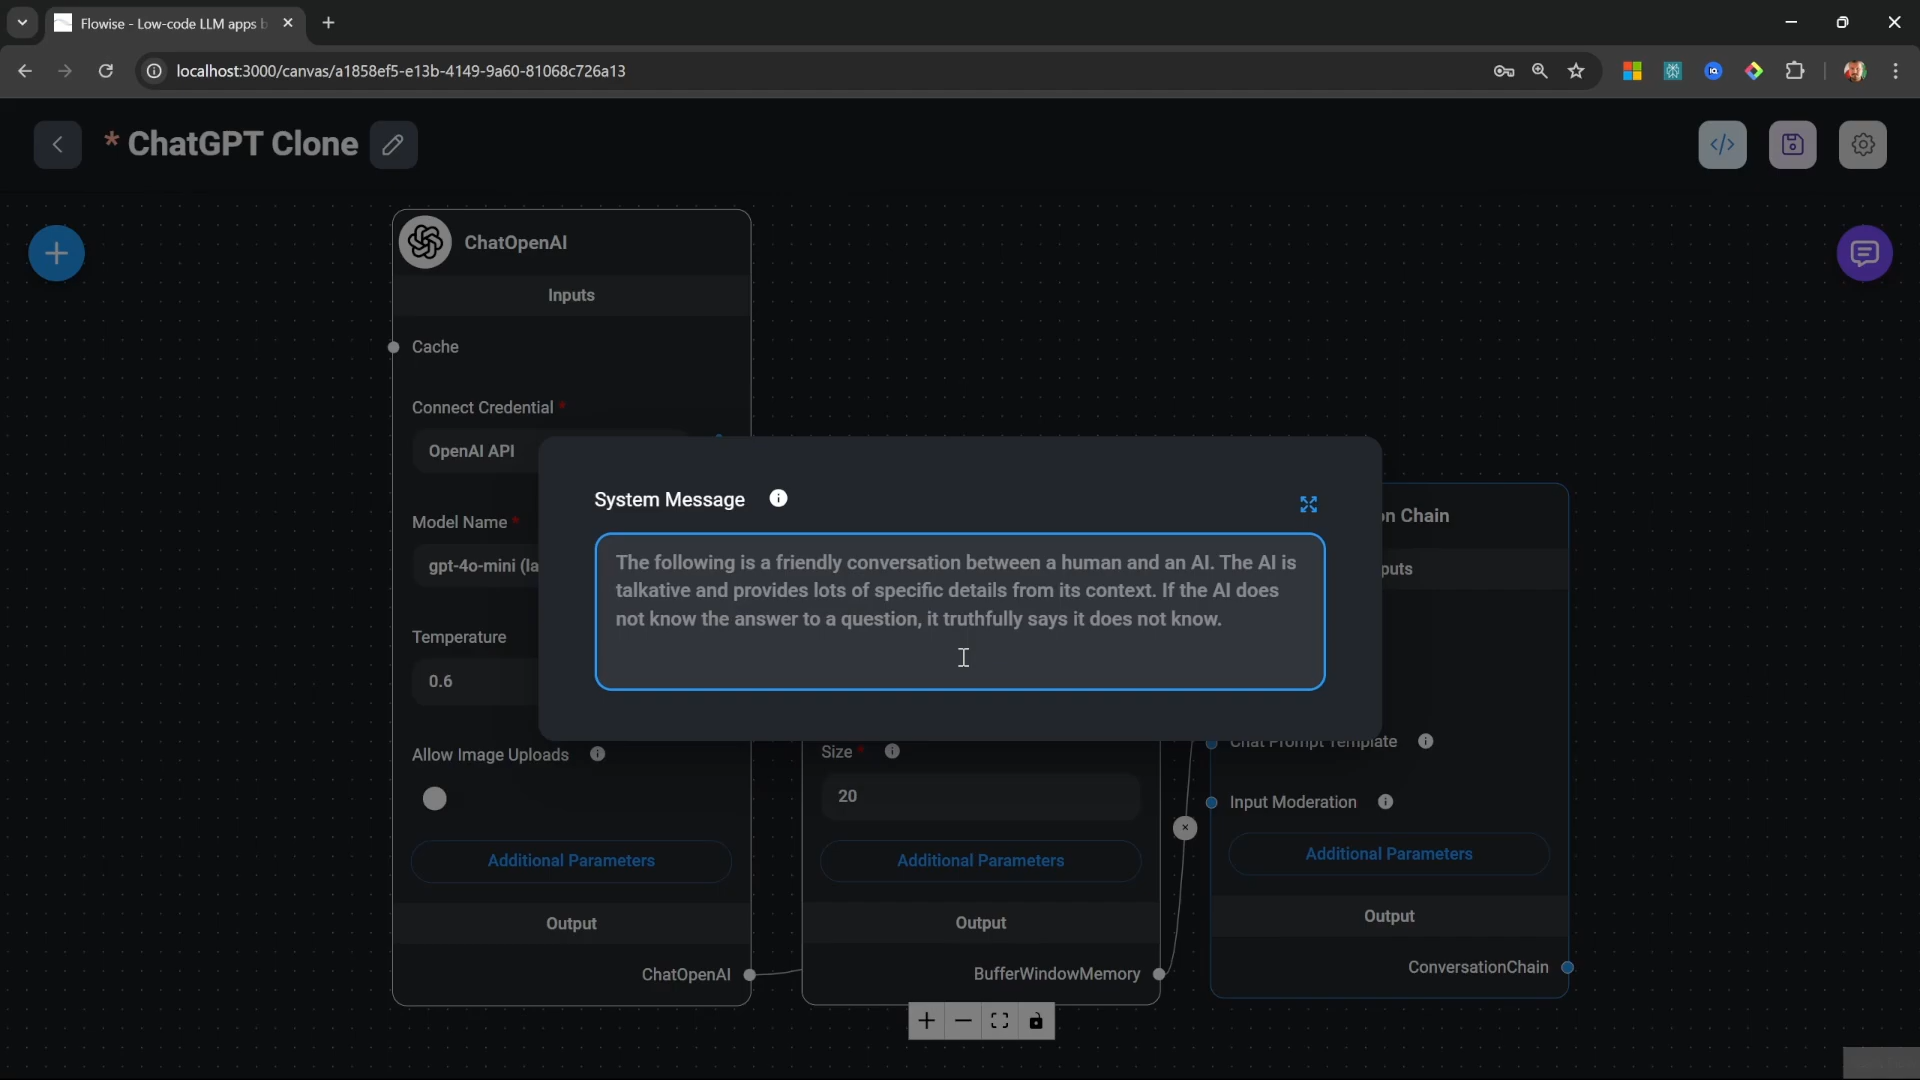 Flowise - Low-code LLM apps b
localhost:3000/canvas/a1858ef5-e13b-4149-9a60-81068c726a13
* ChatGPT Clone
ChatOpenAI
Inputs
Cache
Connect Credential *
OpenAI API
Model Name *
gpt-4o-mini (la
Temperature
0.6
Allow Image Uploads
Additional Parameters
Output
ChatOpenAI
System Message
The following is a friendly conversation between a human and an AI. The AI is
talkative and provides lots of specific details from its context. If the AI does
not know the answer to a question, it truthfully says it does not know.
Size *
20
Additional Parameters
Output
BufferWindowMemory
on Chain
puts
Chat Prompt Template
Input Moderation
Additional Parameters
Output
ConversationChain